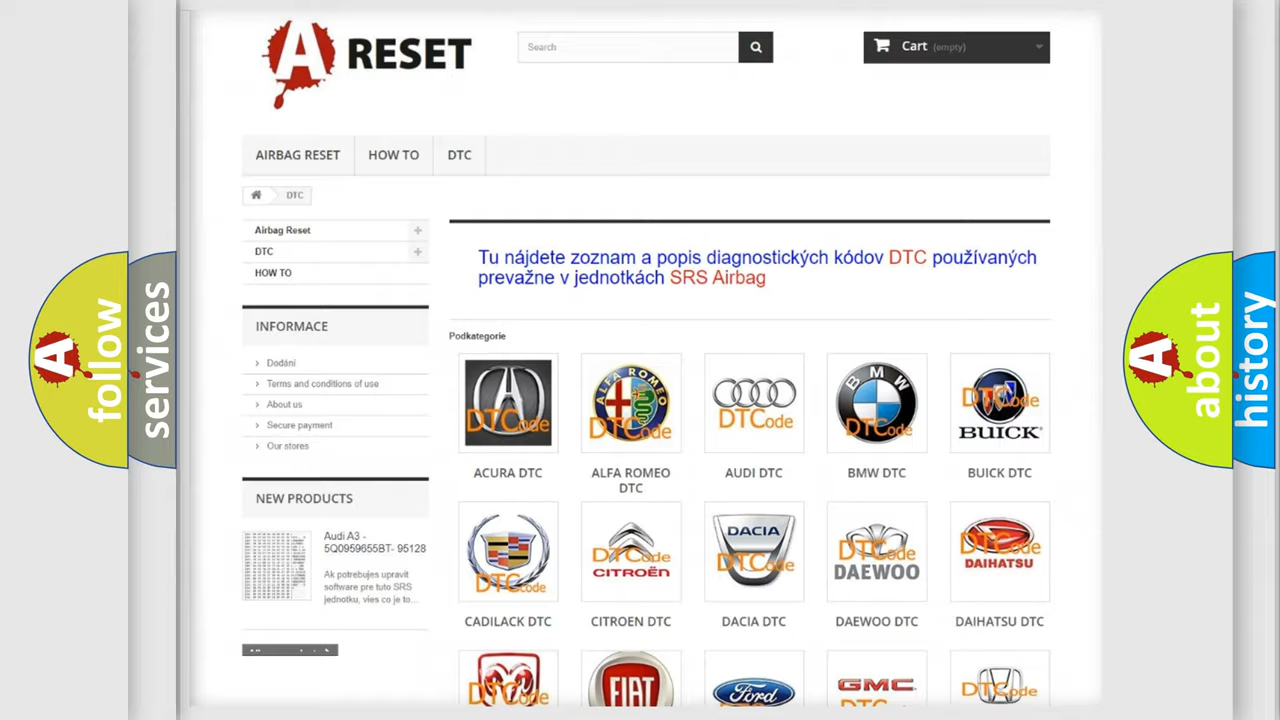 A RESET
Search
Cart (empty)
AIRBAG RESET
HOW TO
DTC
DTC
Airbag Reset
DTC
HOW TO
INFORMACE
Dodání
Terms and conditions of use
About us
Secure payment
Our stores
NEW PRODUCTS
Audi A3 -
5Q0959655BT- 95128
Ak potrebujes upravit
software pre tuto SRS
jednotku, vies co je to...
Tu nájdete zoznam a popis diagnostických kódov DTC používaných
prevažne v jednotkách SRS Airbag
Podkategorie
DTCode
ALFA ROMEO
DTCode
DTCode
BMW
DTCode
DTCode
BUICK
ACURA DTC
ALFA ROMEO
DTC
AUDI DTC
BMW DTC
BUICK DTC
DTCode
DTCode
CITROËN
DACIA
DTCode
DTCode
DAEWOO
DTCode
DAIHATSU
CADILACK DTC
CITROEN DTC
DACIA DTC
DAEWOO DTC
DAIHATSU DTC
DTCode
FIAT
Ford
GMC
DTCode
A follow
services
A about
history